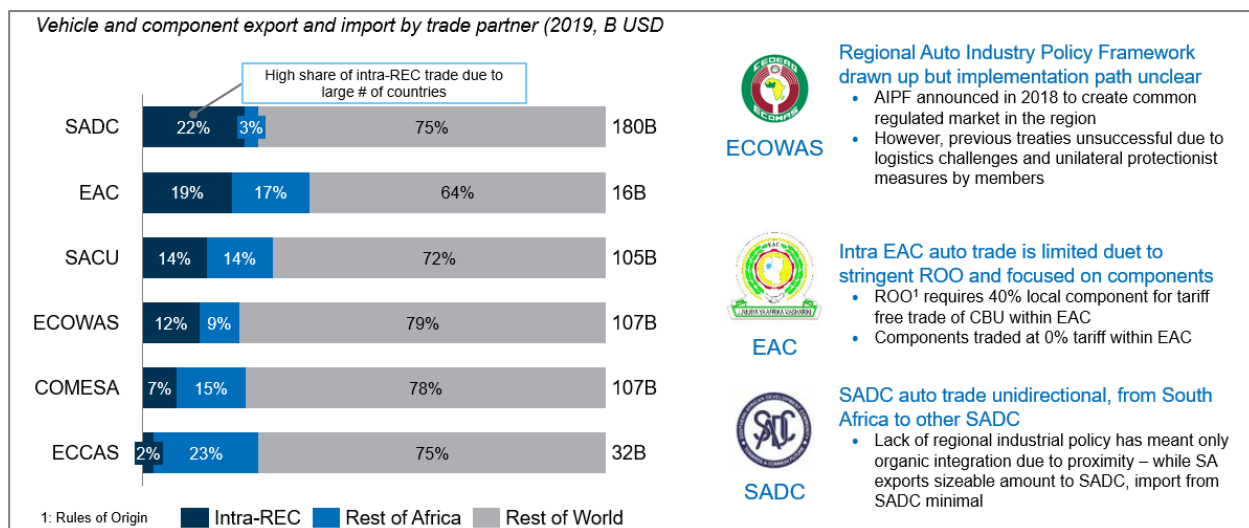 Vehicle and component export and import by trade partner (2019, B USD
High share of intra-REC trade due to
large # of countries
SADC 22% 3% 75% 180B
EAC 19% 17% 64% 16B
SACU 14% 14% 72% 105B
ECOWAS 12% 9% 79% 107B
COMESA 7% 15% 78% 107B
ECCAS 2% 23% 75% 32B
1: Rules of Origin Intra-REC Rest of Africa Rest of World
CEDEAO
ECOWAS
ECOWAS
Regional Auto Industry Policy Framework
drawn up but implementation path unclear
• AIPF announced in 2018 to create common
regulated market in the region
• However, previous treaties unsuccessful due to
logistics challenges and unilateral protectionist
measures by members
EAC
EAC
Intra EAC auto trade is limited duet to
stringent ROO and focused on components
• ROO¹ requires 40% local component for tariff
free trade of CBU within EAC
• Components traded at 0% tariff within EAC
SADC
SADC
SADC auto trade unidirectional, from South
Africa to other SADC
• Lack of regional industrial policy has meant only
organic integration due to proximity – while SA
exports sizeable amount to SADC, import from
SADC minimal